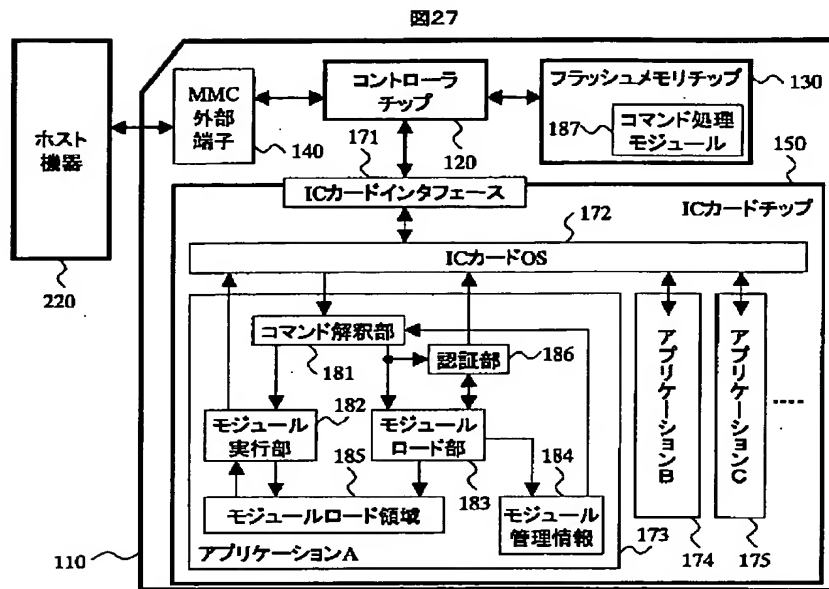 図27
ホスト
機器
220
MMC
外部
端子
140
コントローラ
チップ
120
フラッシュメモリチップ
130
187
コマンド処理
モジュール
171
150
ICカードインタフェース
ICカードチップ
172
ICカードOS
コマンド解釈部
181
認証部
186
モジュール
実行部
182
モジュール
ロード部
183
185
モジュールロード領域
184
モジュール
管理情報
アプリケーションA
173
アプリケーションB
174
アプリケーションC
175
110